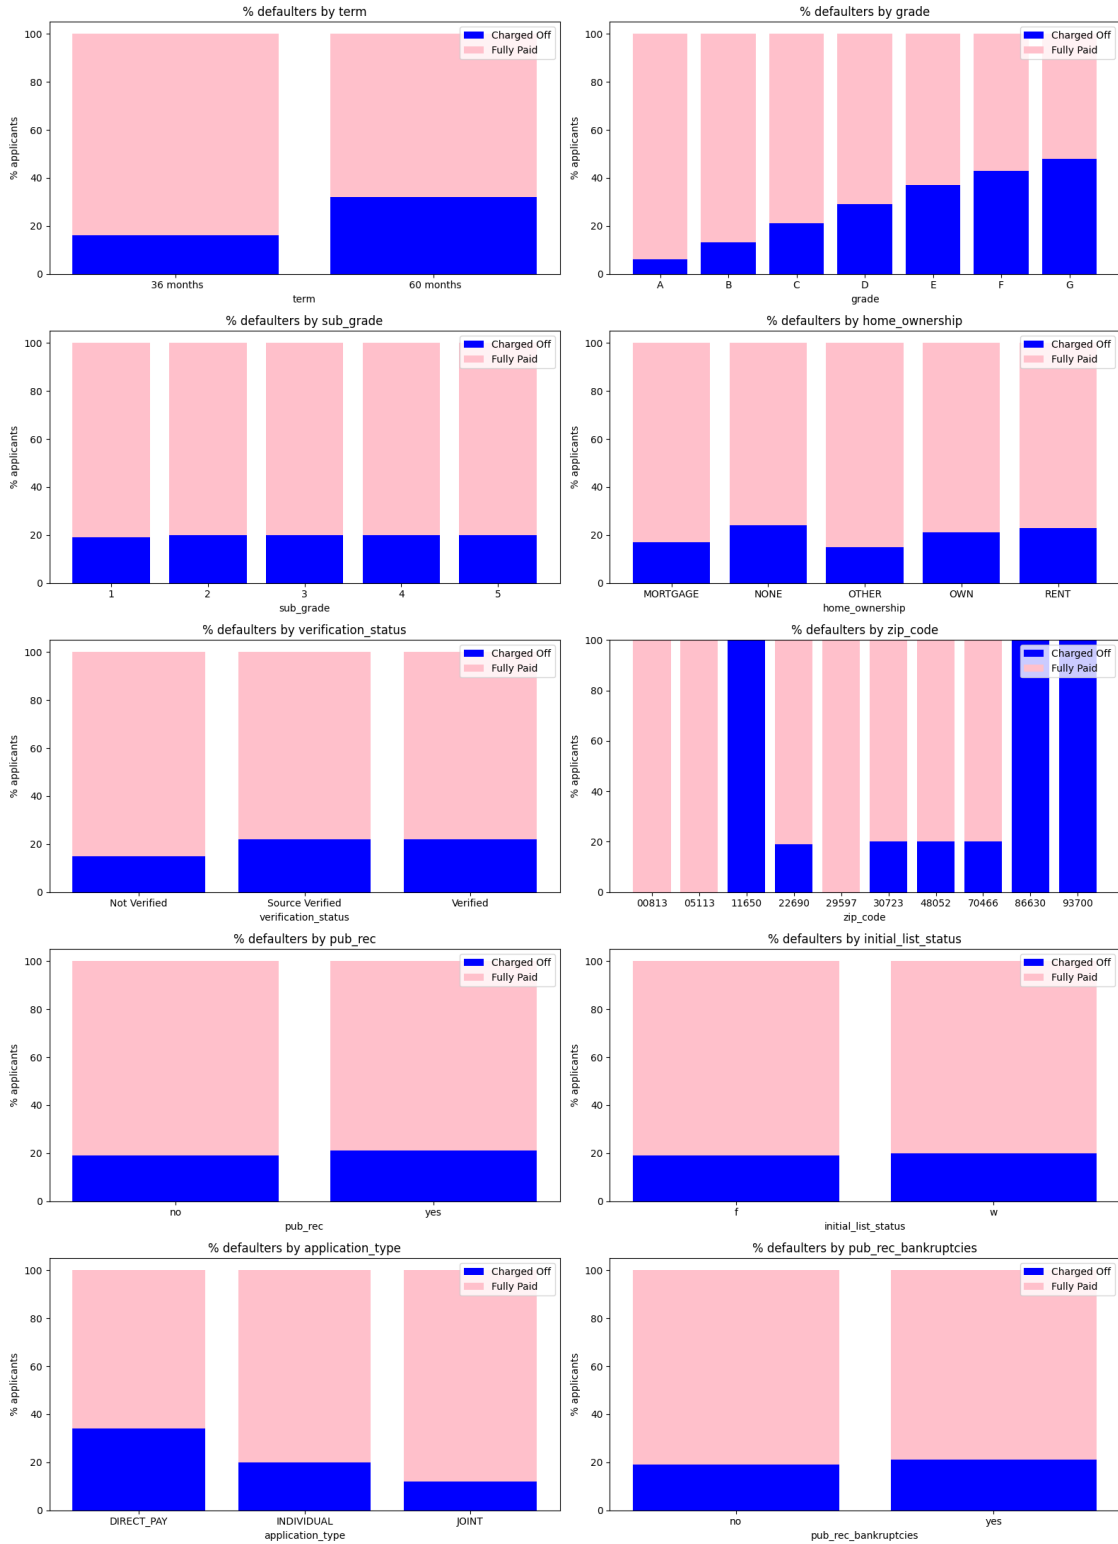 % defaulters by term
100
80
60
40
20
0
% applicants
Charged Off
Fully Paid
36 months 60 months
term
% defaulters by grade
100
80
60
40
20
0
% applicants
Charged Off
Fully Paid
A B C D E F G
grade
% defaulters by sub_grade
100
80
60
40
20
0
% applicants
Charged Off
Fully Paid
1 2 3 4 5
sub_grade
% defaulters by home_ownership
100
80
60
40
20
0
% applicants
Charged Off
Fully Paid
MORTGAGE NONE OTHER OWN RENT
home_ownership
% defaulters by verification_status
100
80
60
40
20
0
% applicants
Charged Off
Fully Paid
Not Verified Source Verified Verified
verification_status
% defaulters by zip_code
100
80
60
40
20
0
% applicants
Charged Off
Fully Paid
00813 05113 11650 22690 29597 30723 48052 70466 86630 93700
zip_code
% defaulters by pub_rec
100
80
60
40
20
0
% applicants
Charged Off
Fully Paid
no yes
pub_rec
% defaulters by initial_list_status
100
80
60
40
20
0
% applicants
Charged Off
Fully Paid
f w
initial_list_status
% defaulters by application_type
100
80
60
40
20
0
% applicants
Charged Off
Fully Paid
DIRECT_PAY INDIVIDUAL JOINT
application_type
% defaulters by pub_rec_bankruptcies
100
80
60
40
20
0
% applicants
Charged Off
Fully Paid
no yes
pub_rec_bankruptcies